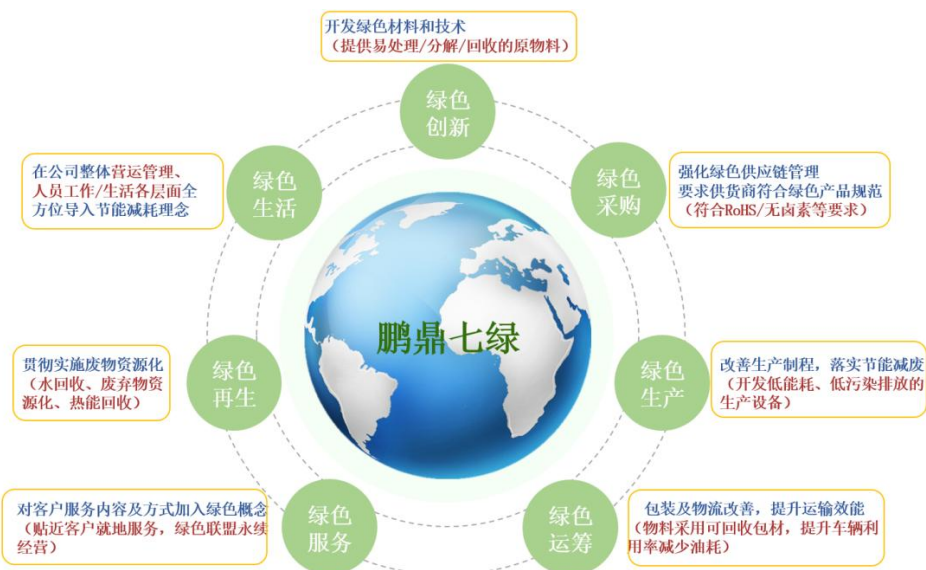 开发绿色材料和技术
（提供易处理/分解/回收的原物料）
绿色
创新
在公司整体营运管理、
人员工作/生活各层面全
方位导入节能减耗理念
绿色
生活
绿色
采购
强化绿色供应链管理
要求供货商符合绿色产品规范
（符合RoHS/无卤素等要求）
鹏鼎七绿
贯彻实施废物资源化
（水回收、废弃物资
源化、热能回收）
绿色
再生
绿色
生产
改善生产制程，落实节能减废
（开发低能耗、低污染排放的
生产设备）
对客户服务内容及方式加入绿色概念
（贴近客户就地服务，绿色联盟永续
经营）
绿色
服务
绿色
运筹
包装及物流改善，提升运输效能
（物料采用可回收包材，提升车辆利
用率减少油耗）